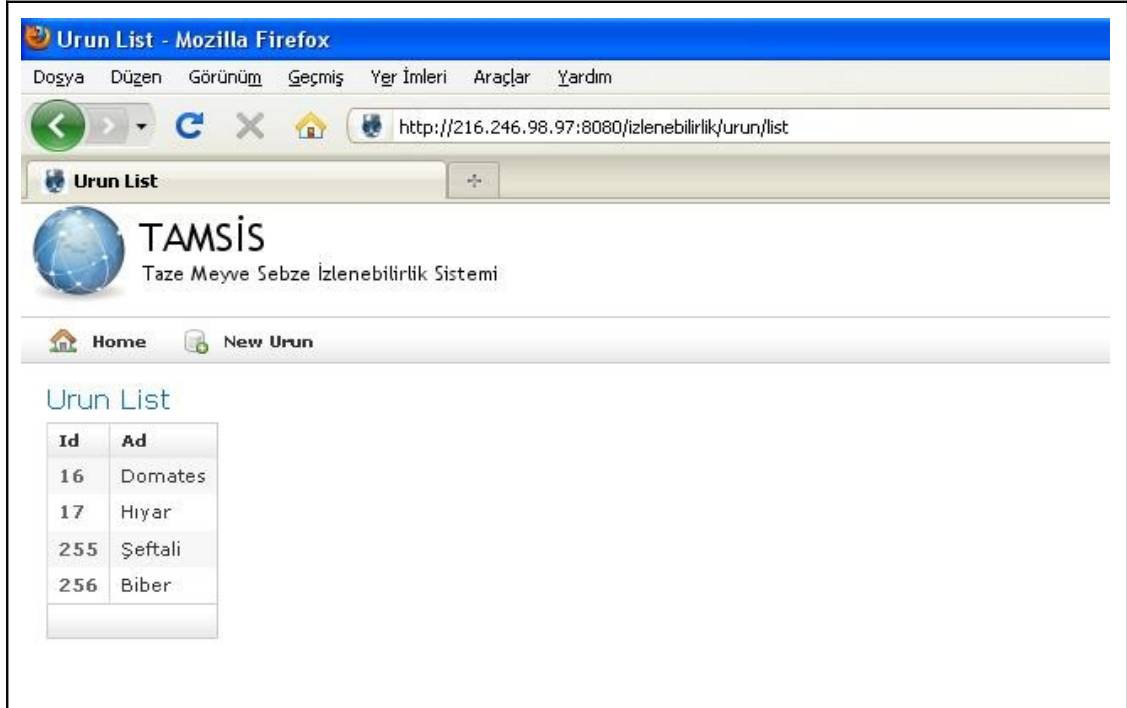 Urun List - Mozilla Firefox
Dosya Düzen Görünüm Geçmiş Yer İmleri Araçlar Yardım
http://216.246.98.97:8080/izlenebilirlik/urun/list
Urun List
TAMSİS
Taze Meyve Sebze İzlenebilirlik Sistemi
Home New Urun
Urun List
Id Ad
16 Domates
17 Hıyar
255 Şeftali
256 Biber